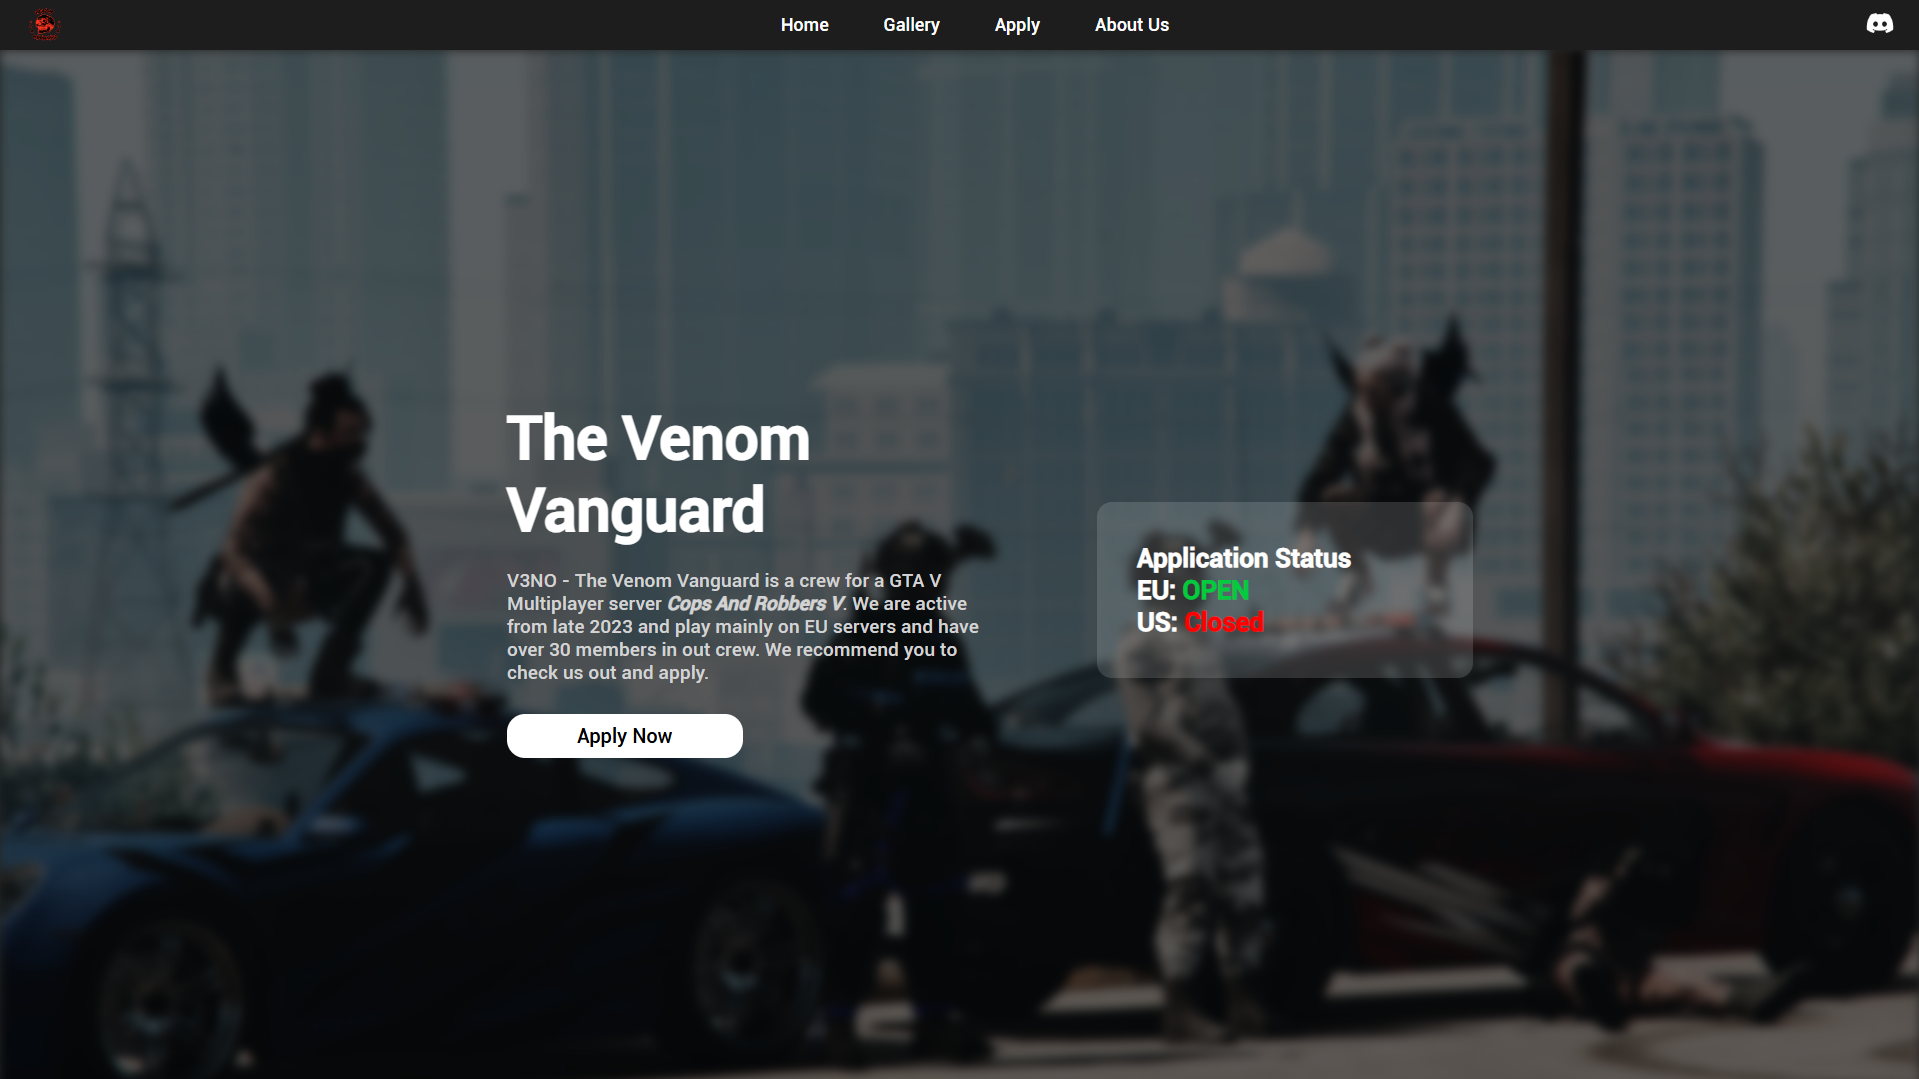 Home Gallery Apply About Us
The Venom
Vanguard
V3NO - The Venom Vanguard is a crew for a GTA V
Multiplayer server Cops And Robbers V. We are active
from late 2023 and play mainly on EU servers and have
over 30 members in out crew. We recommend you to
check us out and apply.
Apply Now
Application Status
EU: OPEN
US: Closed